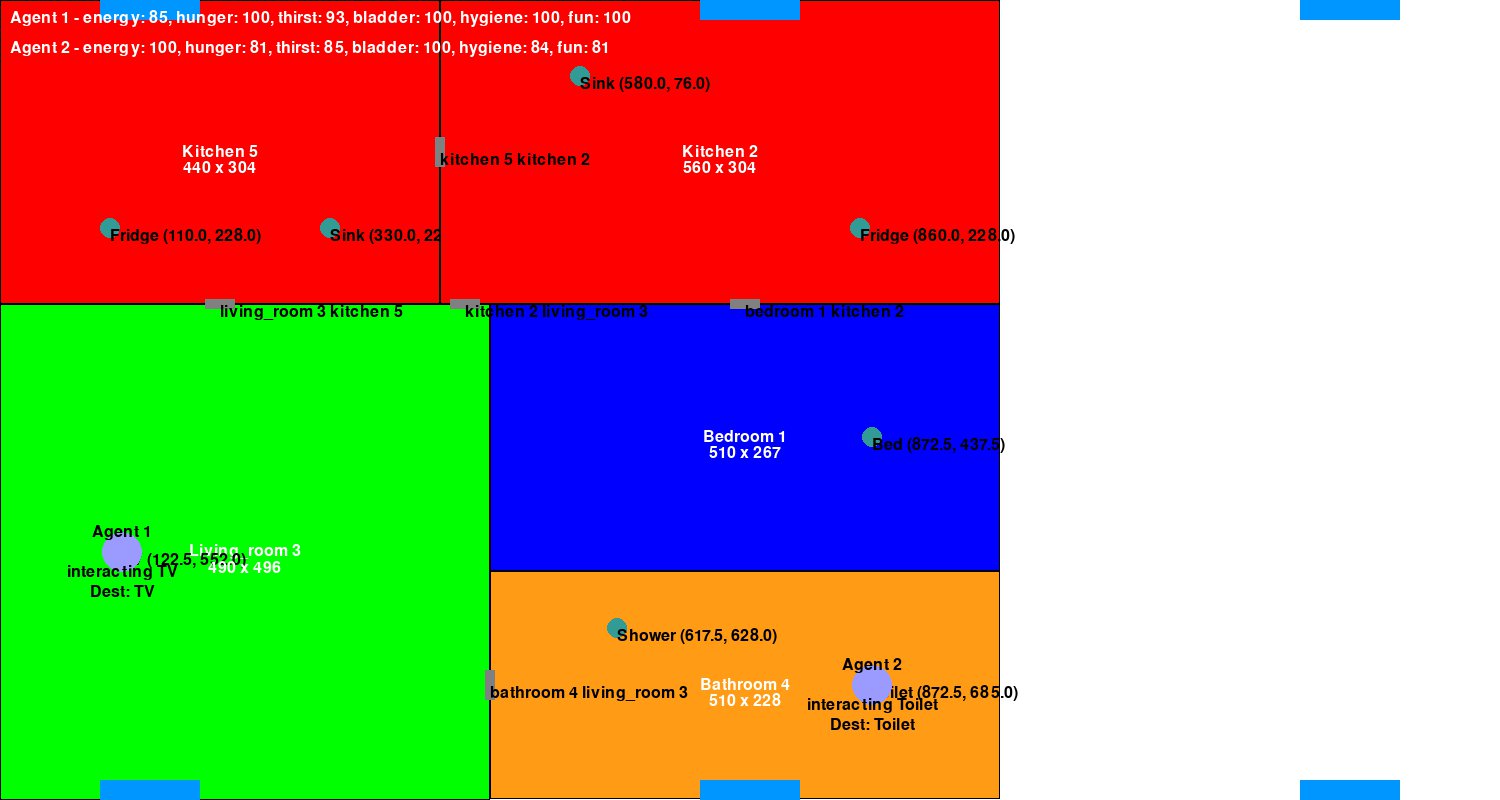 Agent 1 - energy: 85, hunger: 100, thirst: 93, bladder: 100, hygiene: 100, fun: 100
Agent 2 - energy: 100, hunger: 81, thirst: 85, bladder: 100, hygiene: 84, fun: 81
Sink (580.0, 76.0)
Kitchen 5
440 x 304
kitchen 5 kitchen 2
Kitchen 2
560 x 304
Fridge (110.0, 228.0)
Sink (330.0, 22
Fridge (860.0, 228.0)
living_room 3 kitchen 5
kitchen 2 living_room 3
bedroom 1 kitchen 2
Bedroom 1
510 x 267
Bed (872.5, 437.5)
Agent 1
(122.5, 552.0)
Living_room 3
490 x 496
interacting TV
Dest: TV
Shower (617.5, 628.0)
Agent 2
bathroom 4 living_room 3
Bathroom 4
510 x 228
ilet (872.5, 685.0)
interacting Toilet
Dest: Toilet